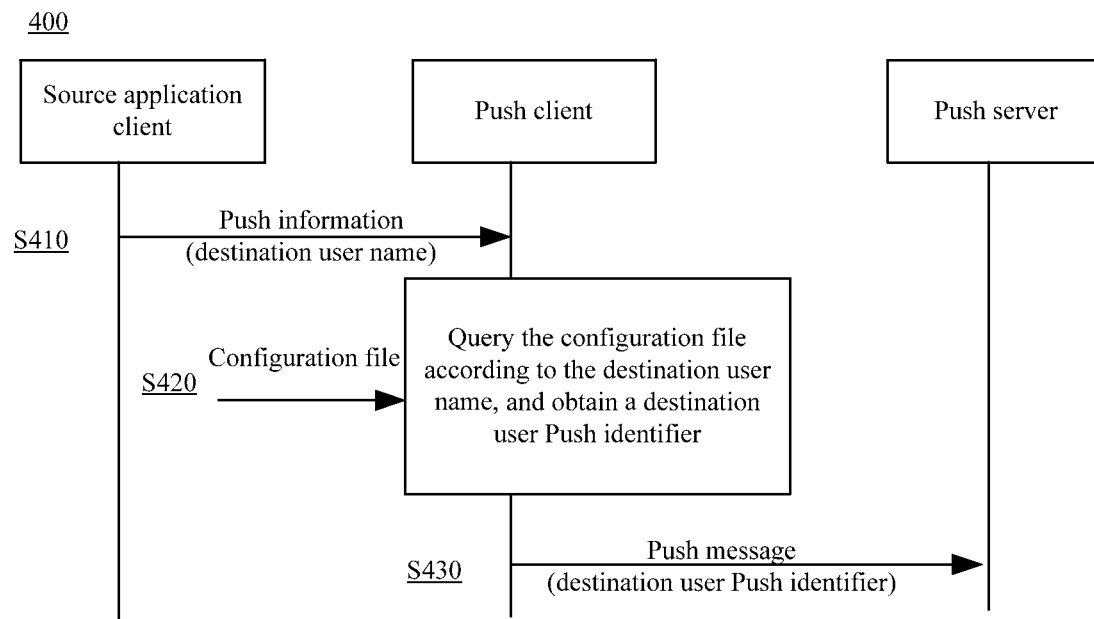 400
Source application
client
Push client
Push server
S410
Push information
(destination user name)
S420
Configuration file
Query the configuration file
according to the destination user
name, and obtain a destination
user Push identifier
S430
Push message
(destination user Push identifier)